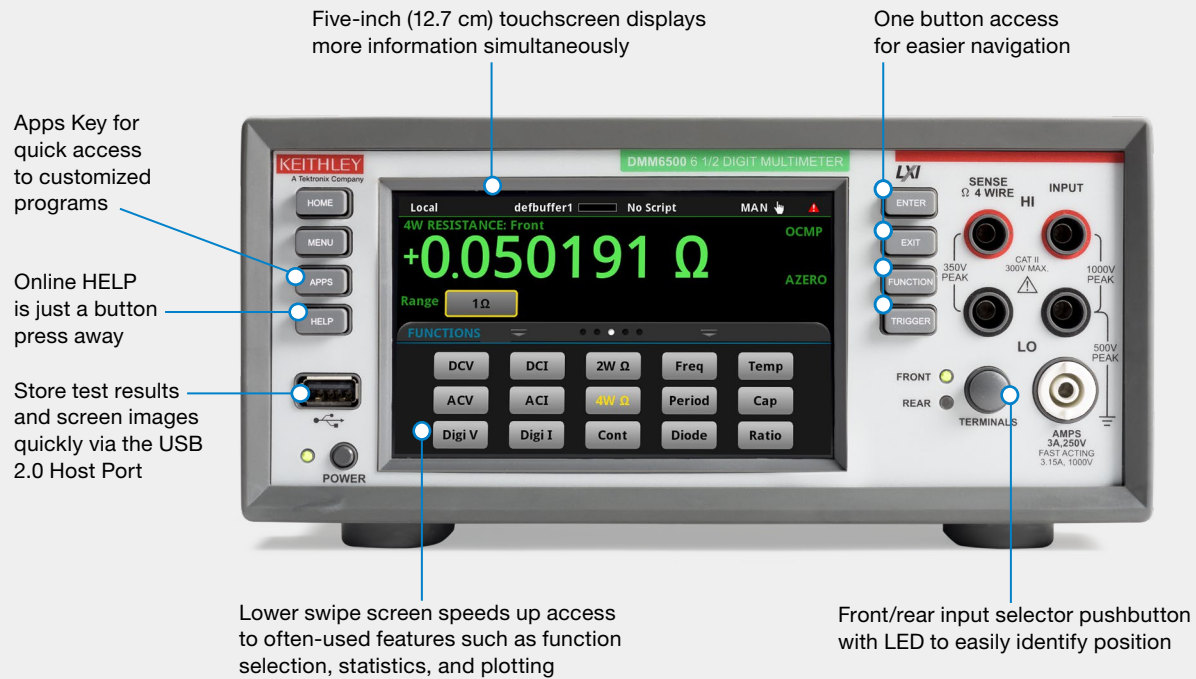 Five-inch (12.7 cm) touchscreen displays
more information simultaneously
One button access
for easier navigation
Apps Key for
quick access
to customized
programs
Online HELP
is just a button
press away
Store test results
and screen images
quickly via the USB
2.0 Host Port
KEITHLEY
A Tektronix Company
DMM6500 6 1/2 DIGIT MULTIMETER
LXI
HOME
MENU
APPS
HELP
POWER
Local defbuffer1 No Script MAN
4W RESISTANCE: Front
OCMP
+0.050191 Ω
AZERO
Range 1Ω
FUNCTIONS
DCV DCI 2W Ω Freq Temp
ACV ACI 4W Ω Period Cap
Digi V Digi I Cont Diode Ratio
ENTER
EXIT
FUNCTION
TRIGGER
SENSE
Ω 4 WIRE
INPUT
HI
350V
PEAK
CAT II
300V MAX.
1000V
PEAK
LO
500V
PEAK
FRONT
REAR
TERMINALS
AMPS
3A,250V
FAST ACTING
3.15A, 1000V
Lower swipe screen speeds up access
to often-used features such as function
selection, statistics, and plotting
Front/rear input selector pushbutton
with LED to easily identify position